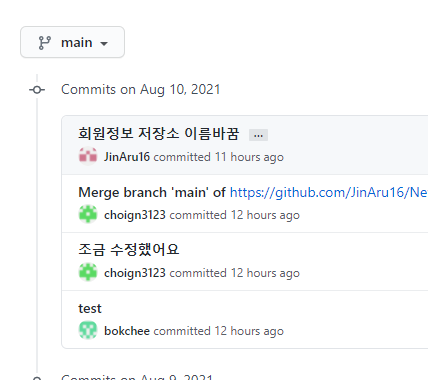 main
Commits on Aug 10, 2021
회원정보 저장소 이름바꿈 ...
JinAru16 committed 11 hours ago
Merge branch 'main' of https://github.com/JinAru16/Ne
choign3123 committed 12 hours ago
조금 수정했어요
choign3123 committed 12 hours ago
test
bokchee committed 12 hours ago
Commits on Aug 9, 2021